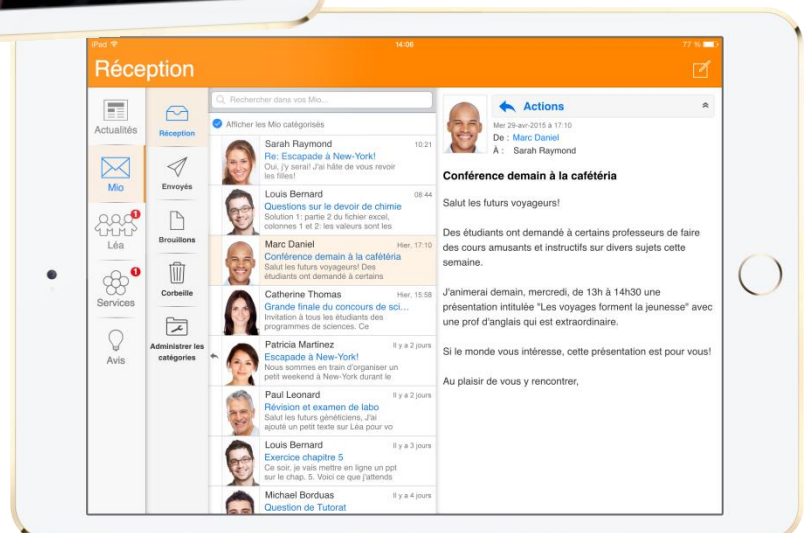 iPad 14:06 77 %
Réception
Actualités
Mio
Léa
1
Services
1
Avis
Réception
Envoyés
Brouillons
Corbeille
Administrer les
catégories
Rechercher dans vos Mio...
Afficher les Mio catégorisés
Sarah Raymond 10:21
Re: Escapade à New-York!
Oui, j'y serai! J'ai hâte de vous revoir
les filles!
Louis Bernard 08:44
Questions sur le devoir de chimie
Solution 1: partie 2 du fichier excel,
colonnes 1 et 2: les valeurs sont les
Marc Daniel Hier, 17:10
Conférence demain à la cafétéria
Salut les futurs voyageurs! Des
étudiants ont demandé à certains
Catherine Thomas Hier, 15:58
Grande finale du concours de sci...
Invitation à tous les étudiants des
programmes de sciences. Ce
Patricia Martinez Il y a 2 jours
Escapade à New-York!
Nous sommes en train d'organiser un
petit weekend à New-York durant le
Paul Leonard Il y a 2 jours
Révision et examen de labo
Salut les futurs généticiens, J'ai
ajouté un petit texte sur Léa pour vo
Louis Bernard Il y a 3 jours
Exercice chapitre 5
Ce soir, je vais mettre en ligne un ppt
sur le chap. 5. Voici ce que j'attends
Michael Borduas Il y a 4 jours
Question de Tutorat
Actions
Mer 29-avr-2015 à 17:10
De : Marc Daniel
À : Sarah Raymond
Conférence demain à la cafétéria
Salut les futurs voyageurs!
Des étudiants ont demandé à certains professeurs de faire
des cours amusants et instructifs sur divers sujets cette
semaine.
J'animerai demain, mercredi, de 13h à 14h30 une
présentation intitulée "Les voyages forment la jeunesse" avec
une prof d'anglais qui est extraordinaire.
Si le monde vous intéresse, cette présentation est pour vous!
Au plaisir de vous y rencontrer,